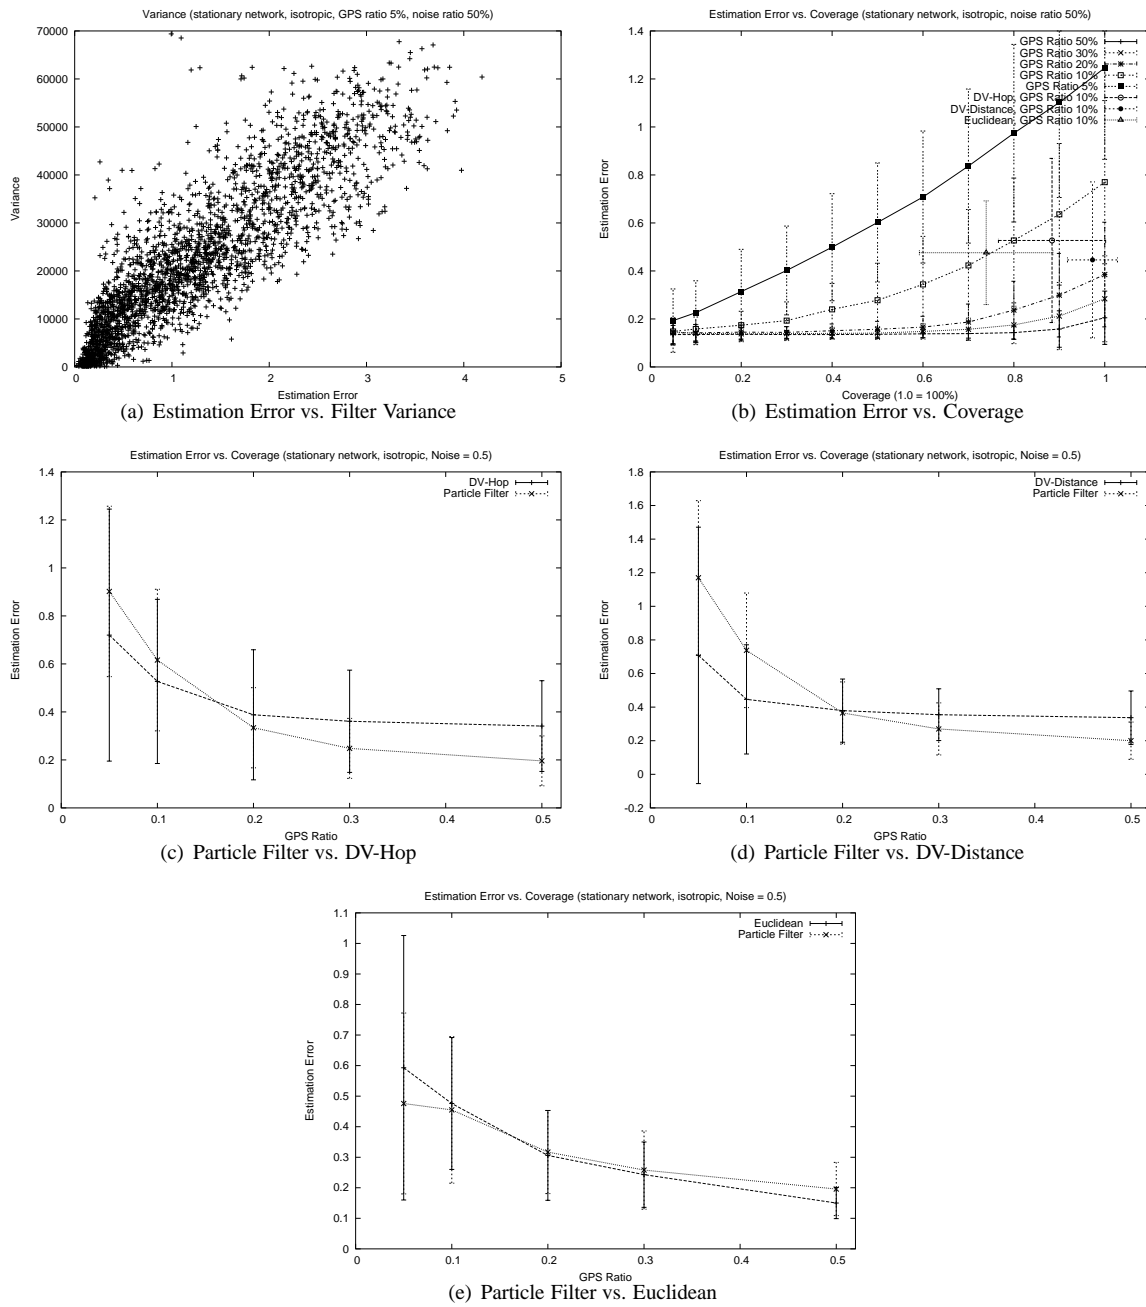 Variance (stationary network, isotropic, GPS ratio 5%, noise ratio 50%)
70000
60000
50000
40000
30000
20000
10000
0
Variance
0 1 2 3 4 5
Estimation Error
(a) Estimation Error vs. Filter Variance
Estimation Error vs. Coverage (stationary network, isotropic, noise ratio 50%)
1.4
1.2
1
0.8
0.6
0.4
0.2
0
Estimation Error
GPS Ratio 50%
GPS Ratio 30%
GPS Ratio 20%
GPS Ratio 10%
GPS Ratio 5%
DV-Hop, GPS Ratio 10%
DV-Distance, GPS Ratio 10%
Euclidean, GPS Ratio 10%
0 0.2 0.4 0.6 0.8 1
Coverage (1.0 = 100%)
(b) Estimation Error vs. Coverage
Estimation Error vs. Coverage (stationary network, isotropic, Noise = 0.5)
1.4
1.2
1
0.8
0.6
0.4
0.2
0
Estimation Error
DV-Hop
Particle Filter
0 0.1 0.2 0.3 0.4 0.5
GPS Ratio
(c) Particle Filter vs. DV-Hop
Estimation Error vs. Coverage (stationary network, isotropic, Noise = 0.5)
1.8
1.6
1.4
1.2
1
0.8
0.6
0.4
0.2
0
-0.2
Estimation Error
DV-Distance
Particle Filter
0 0.1 0.2 0.3 0.4 0.5
GPS Ratio
(d) Particle Filter vs. DV-Distance
Estimation Error vs. Coverage (stationary network, isotropic, Noise = 0.5)
1.1
1
0.9
0.8
0.7
0.6
0.5
0.4
0.3
0.2
0.1
0
Estimation Error
Euclidean
Particle Filter
0 0.1 0.2 0.3 0.4 0.5
GPS Ratio
(e) Particle Filter vs. Euclidean